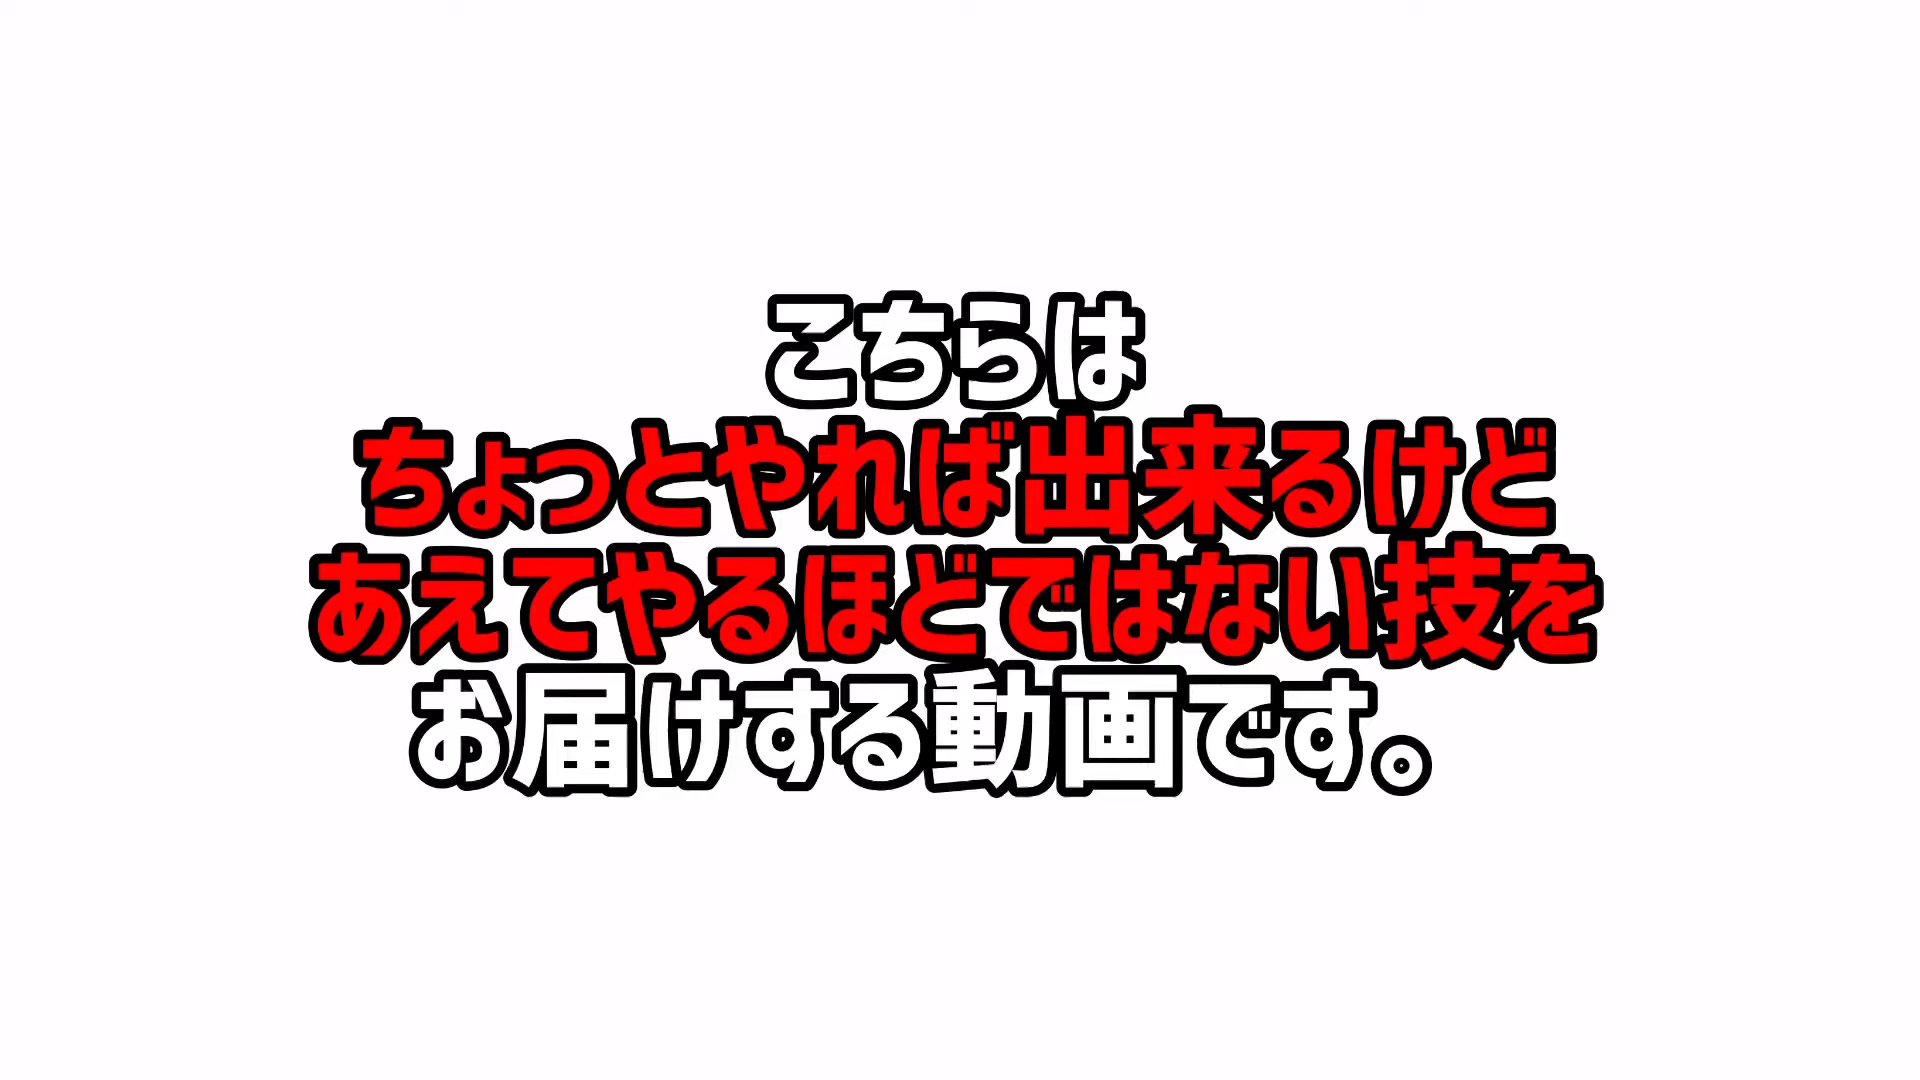 こちらは
ちょっとやれば出来るけど
あえてやるほどではない技を
お届けする動画です。